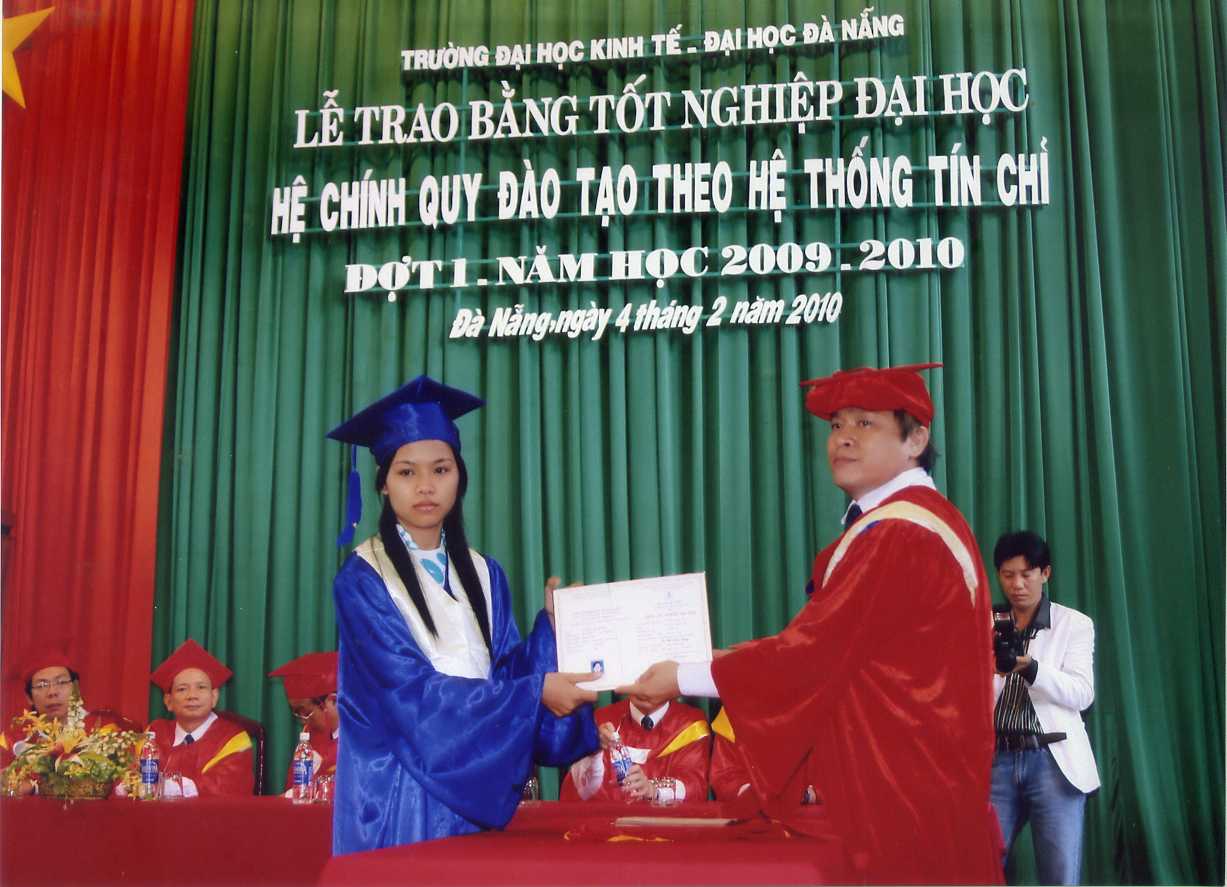 TRƯỜNG ĐẠI HỌC KINH TẾ - ĐẠI HỌC ĐÀ NẴNG
LỄ TRAO BẰNG TỐT NGHIỆP ĐẠI HỌC
HỆ CHÍNH QUY ĐÀO TẠO THEO HỆ THỐNG TÍN CHỈ
ĐỢT 1 - NĂM HỌC 2009 - 2010
Đà Nẵng, ngày 4 tháng 2 năm 2010